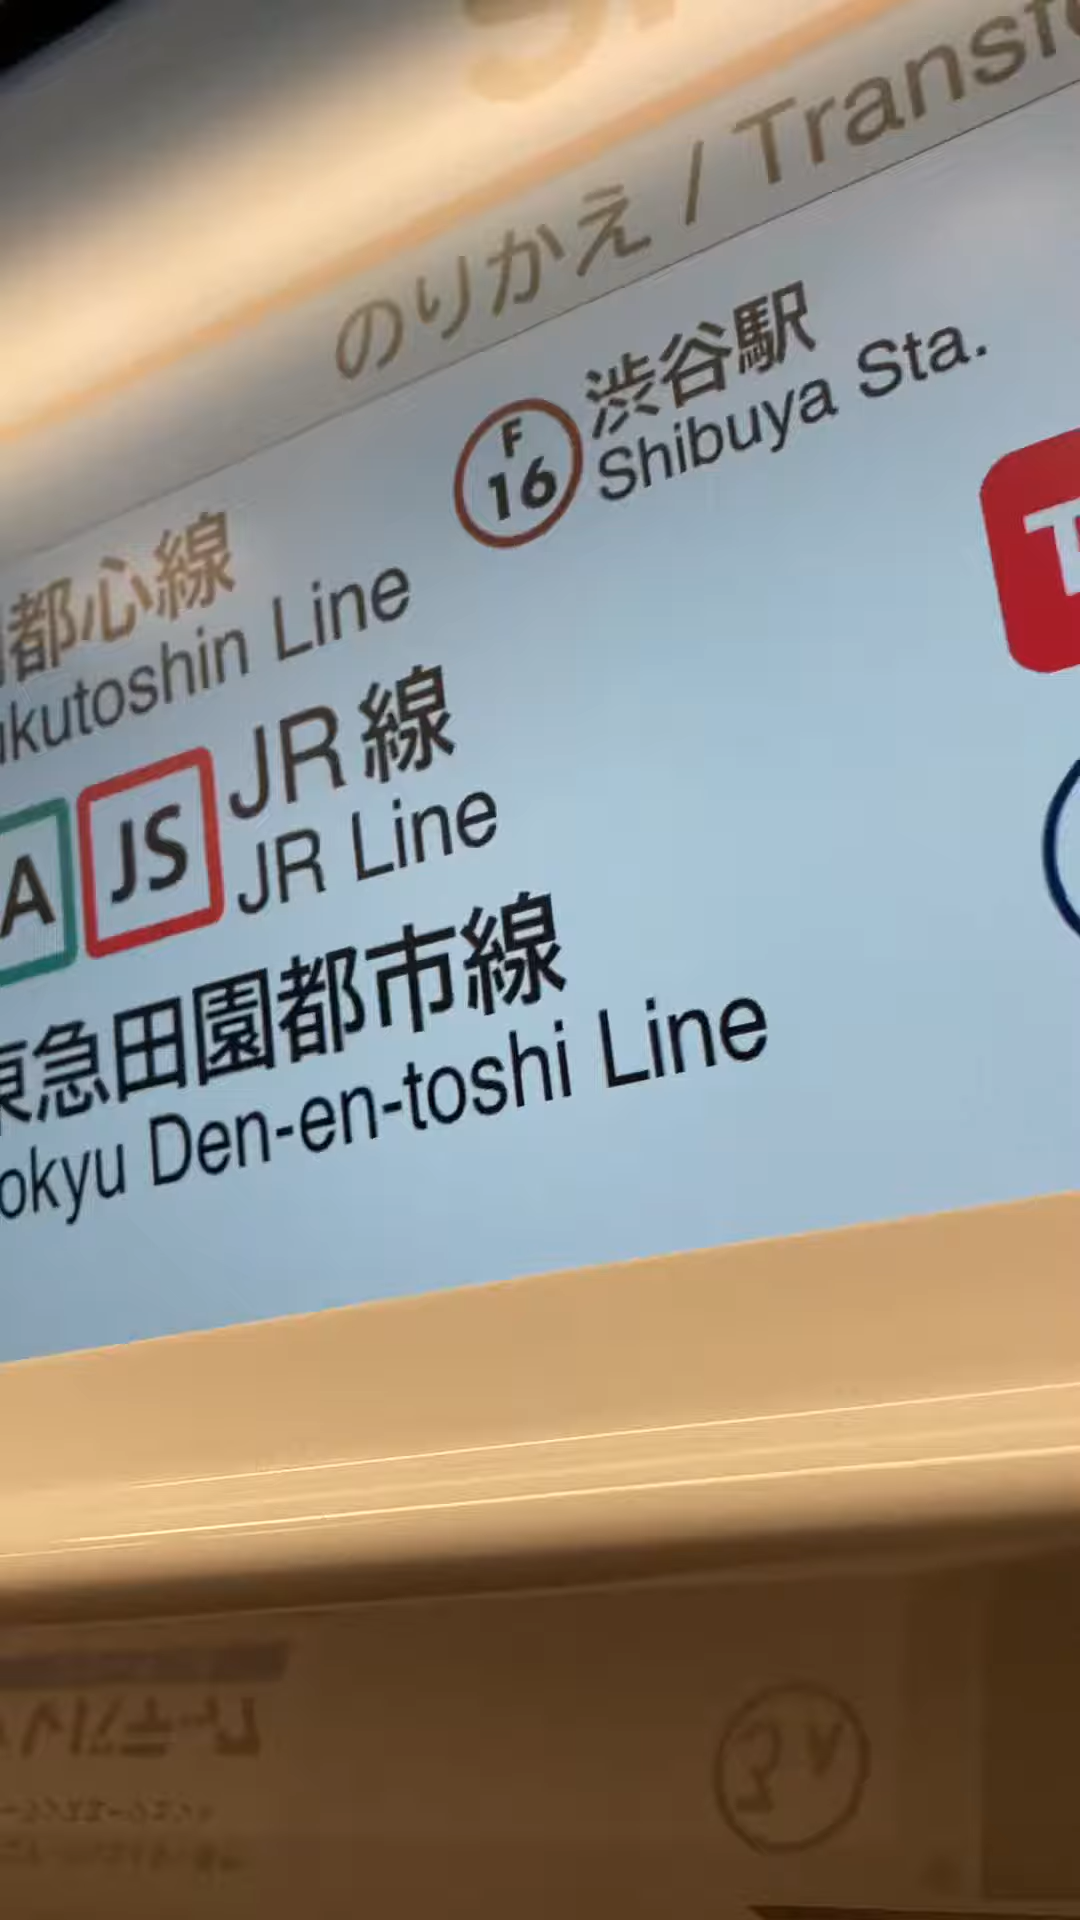 のりかえ / Transf
渋谷駅
F
16
Shibuya Sta.
都心線
ukutoshin Line
JR線
A
JS
JR Line
東急田園都市線
okyu Den-en-toshi Line
T